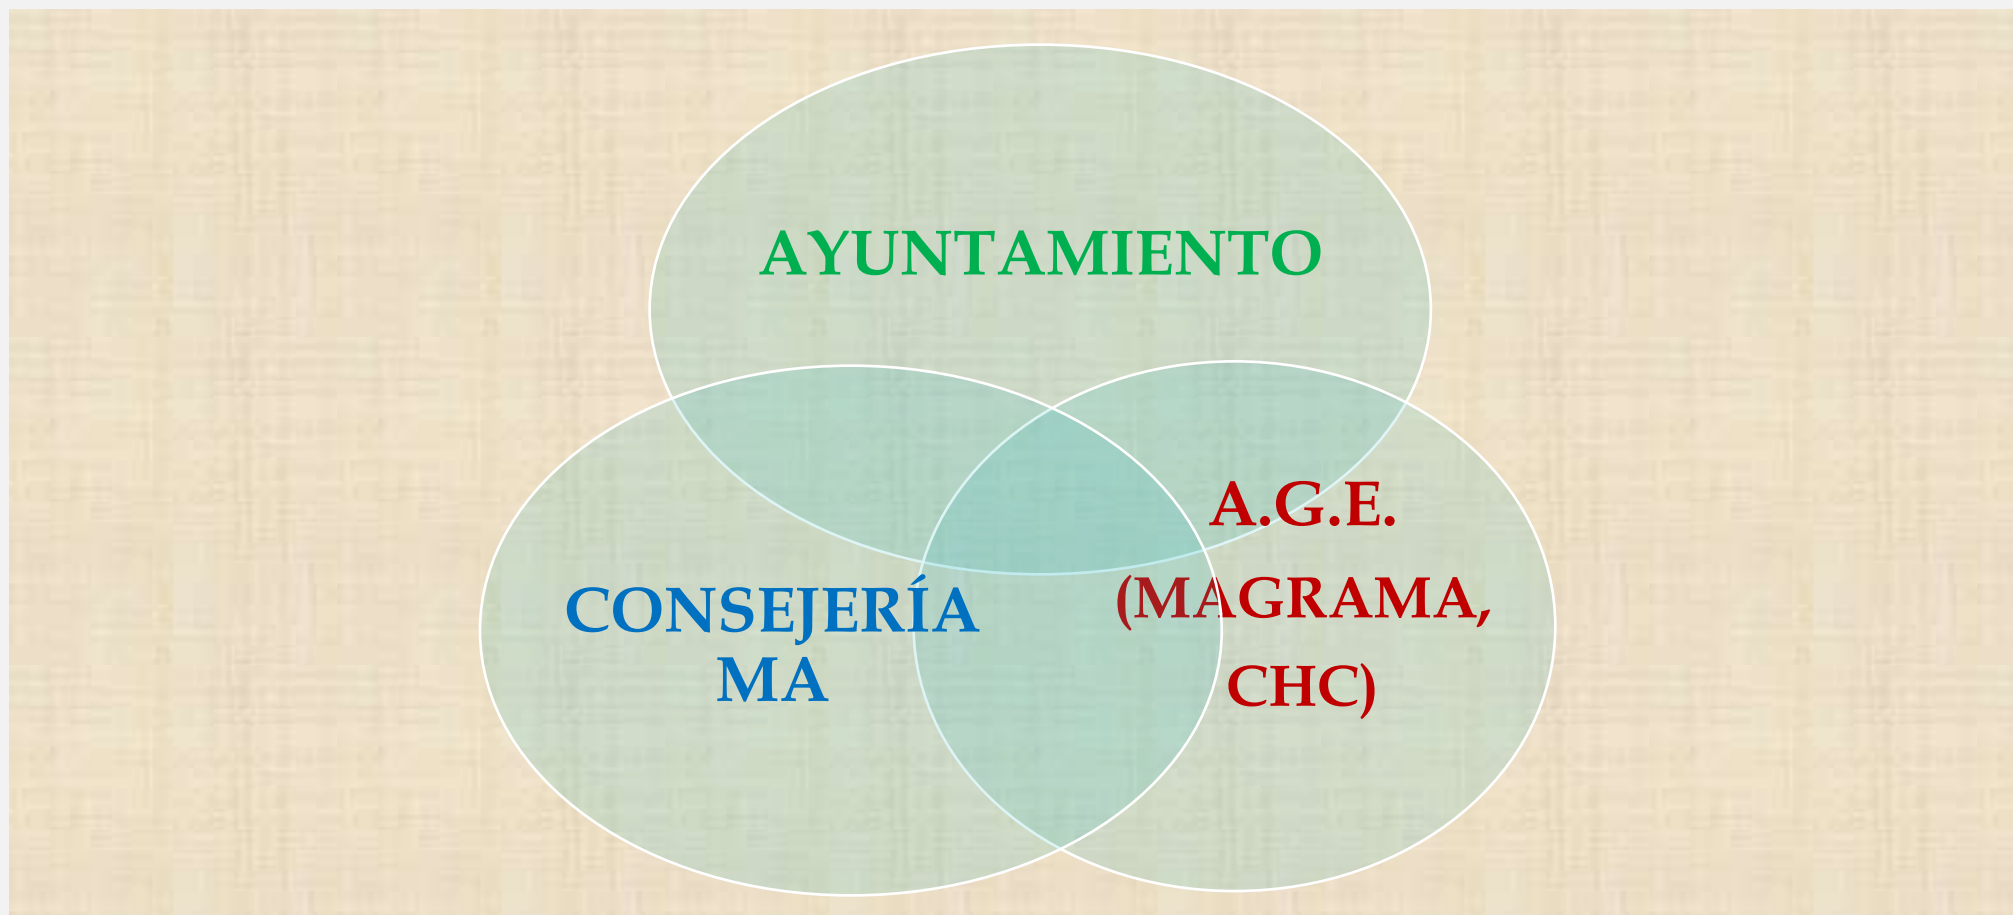 AYUNTAMIENTO
CONSEJERÍA
MA
A.G.E.
(MAGRAMA,
CHC)